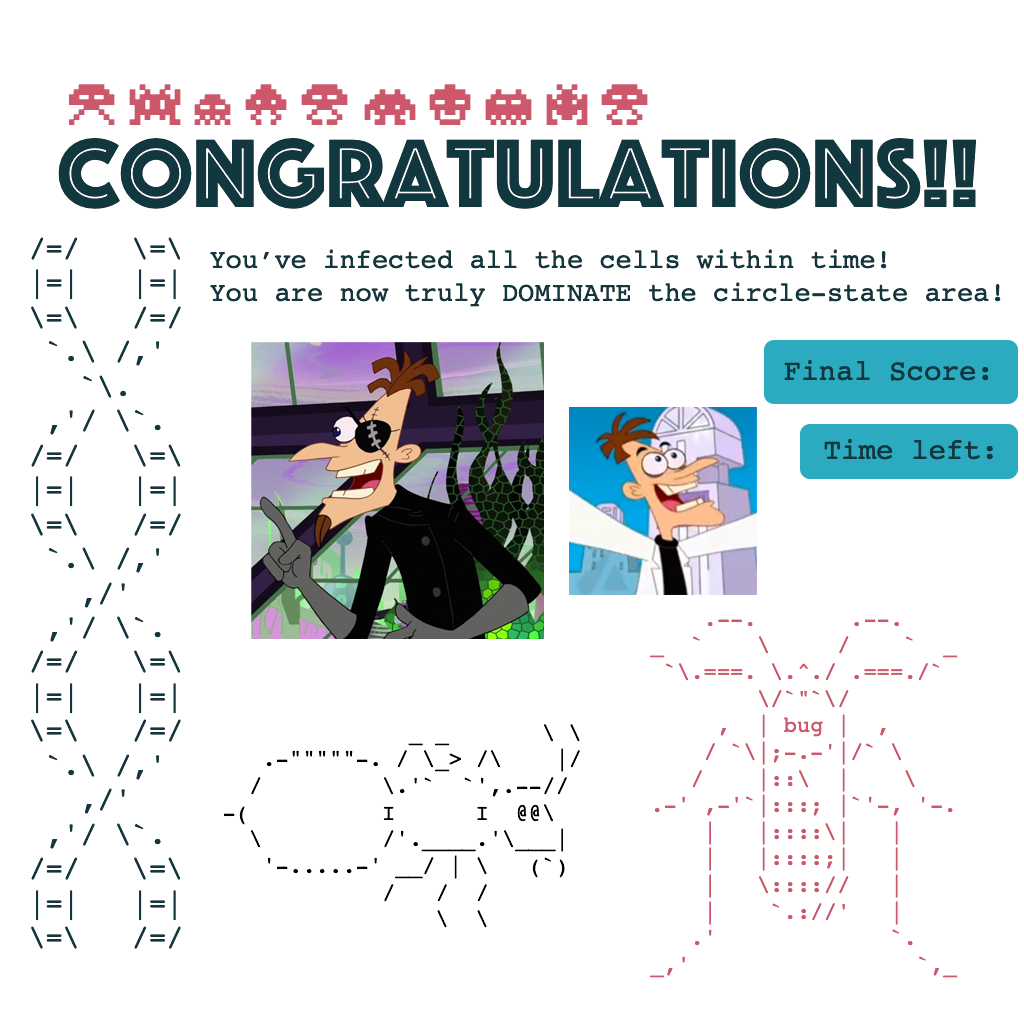 CONGRATULATIONS!!
You’ve infected all the cells within time!
You are now truly DOMINATE the circle-state area!
Final Score:
Time left:
bug